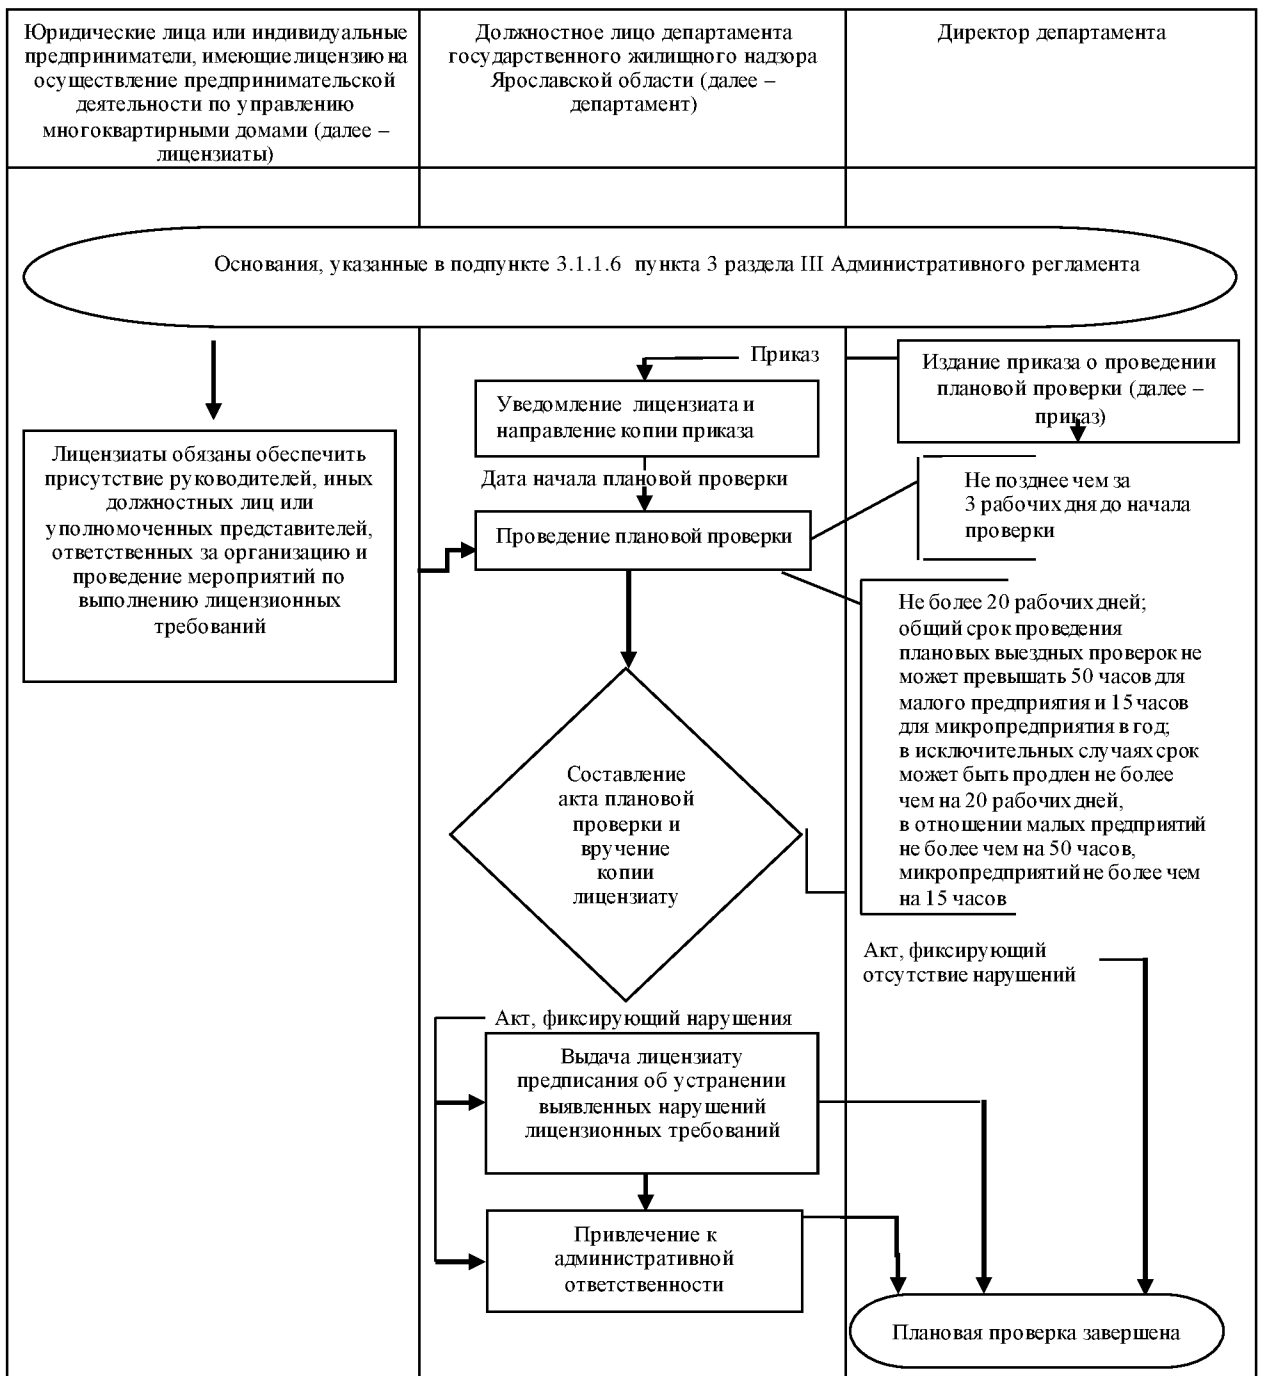 Юридические лица или индивидуальные
предприниматели, имеющие лицензию на
осуществление предпринимательской
деятельности по управлению
многоквартирными домами (далее –
лицензиаты)
Должностное лицо департамента
государственного жилищного надзора
Ярославской области (далее –
департамент)
Директор департамента
Основания, указанные в подпункте 3.1.1.6 пункта 3 раздела III Административного регламента
Приказ
Издание приказа о проведении
плановой проверки (далее –
приказ)
Уведомление лицензиата и
направление копии приказа
Лицензиаты обязаны обеспечить
присутствие руководителей, иных
должностных лиц или
уполномоченных представителей,
ответственных за организацию и
проведение мероприятий по
выполнению лицензионных
требований
Дата начала плановой проверки
Не позднее чем за
3 рабочих дня до начала
проверки
Проведение плановой проверки
Не более 20 рабочих дней;
общий срок проведения
плановых выездных проверок не
может превышать 50 часов для
малого предприятия и 15 часов
для микропредприятия в год;
в исключительных случаях срок
может быть продлен не более
чем на 20 рабочих дней,
в отношении малых предприятий
не более чем на 50 часов,
микропредприятий не более чем
на 15 часов
Составление
акта плановой
проверки и
вручение
копии
лицензиату
Акт, фиксирующий
отсутствие нарушений
Акт, фиксирующий нарушения
Выдача лицензиату
предписания об устранении
выявленных нарушений
лицензионных требований
Привлечение к
административной
ответственности
Плановая проверка завершена